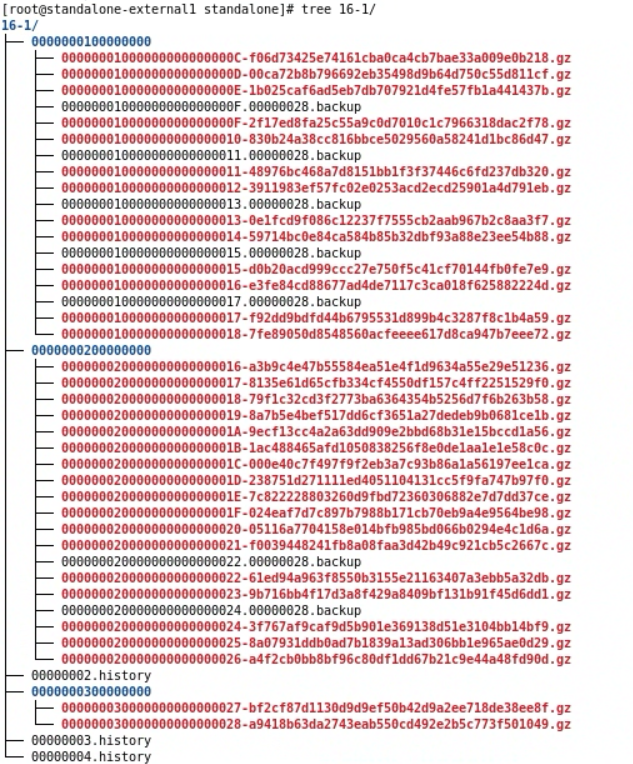 [root@standalone-external1 standalone]# tree 16-1/
16-1/
├── 0000000100000000
│   ├── 00000001000000000000000C-f06d73425e74161cba0ca4cb7bae33a009e0b218.gz
│   ├── 00000001000000000000000D-00ca72b8b796692eb35498d9b64d750c55d811cf.gz
│   ├── 00000001000000000000000E-1b025caf6ad5eb7db707921d4fe57fb1a441437b.gz
│   ├── 00000001000000000000000F.00000028.backup
│   ├── 00000001000000000000000F-2f17ed8fa25c55a9c0d7010c1c7966318dac2f78.gz
│   ├── 000000010000000000000010-830b24a38cc816bbce5029560a58241d1bc86d47.gz
│   ├── 000000010000000000000011.00000028.backup
│   ├── 000000010000000000000011-48976bc468a7d8151bb1f3f37446c6fd237db320.gz
│   ├── 000000010000000000000012-3911983ef57fc02e0253acd2ecd25901a4d791eb.gz
│   ├── 000000010000000000000013.00000028.backup
│   ├── 000000010000000000000013-0e1fcd9f086c12237f7555cb2aab967b2c8aa3f7.gz
│   ├── 000000010000000000000014-59714bc0e84ca584b85b32dbf93a88e23ee54b88.gz
│   ├── 000000010000000000000015.00000028.backup
│   ├── 000000010000000000000015-d0b20acd999ccc27e750f5c41cf70144fb0fe7e9.gz
│   ├── 000000010000000000000016-e3fe84cd88677ad4de7117c3ca018f625882224d.gz
│   ├── 000000010000000000000017.00000028.backup
│   ├── 000000010000000000000017-f92dd9bdfd44b6795531d899b4c3287f8c1b4a59.gz
│   └── 000000010000000000000018-7fe89050d8548560acfeeee617d8ca947b7eee72.gz
├── 0000000200000000
│   ├── 000000020000000000000016-a3b9c4e47b55584ea51e4f1d9634a55e29e51236.gz
│   ├── 000000020000000000000017-8135e61d65cfb334cf4550df157c4ff2251529f0.gz
│   ├── 000000020000000000000018-79f1c32cd3f2773ba6364354b5256d7f6b263b58.gz
│   ├── 000000020000000000000019-8a7b5e4bef517dd6cf3651a27dedeb9b0681ce1b.gz
│   ├── 00000002000000000000001A-9ecf13cc4a2a63dd909e2bbd68b31e15bccd1a56.gz
│   ├── 00000002000000000000001B-1ac488465afd1050838256f8e0de1aa1e1e58c0c.gz
│   ├── 00000002000000000000001C-000e40c7f497f9f2eb3a7c93b86a1a56197ee1ca.gz
│   ├── 00000002000000000000001D-238751d271111ed4051104131cc5f9fa747b97f0.gz
│   ├── 00000002000000000000001E-7c822228803260d9fbd72360306882e7d7dd37ce.gz
│   ├── 00000002000000000000001F-024eaf7d7c897b7988b171cb70eb9a4e9564be98.gz
│   ├── 000000020000000000000020-05116a7704158e014bfb985bd066b0294e4c1d6a.gz
│   ├── 000000020000000000000021-f0039448241fb8a08faa3d42b49c921cb5c2667c.gz
│   ├── 000000020000000000000022.00000028.backup
│   ├── 000000020000000000000022-61ed94a963f8550b3155e21163407a3ebb5a32db.gz
│   ├── 000000020000000000000023-9b716bb4f17d3a8f429a8409bf131b91f45d6dd1.gz
│   ├── 000000020000000000000024.00000028.backup
│   ├── 000000020000000000000024-3f767af9caf9d5b901e369138d51e3104bb14bf9.gz
│   ├── 000000020000000000000025-8a07931ddb0ad7b1839a13ad306bb1e965ae0d29.gz
│   └── 000000020000000000000026-a4f2cb0bb8bf96c80df1dd67b21c9e44a48fd90d.gz
├── 00000002.history
├── 0000000300000000
│   ├── 000000030000000000000027-bf2cf87d1130d9d9ef50b42d9a2ee718de38ee8f.gz
│   └── 000000030000000000000028-a9418b63da2743eab550cd492e2b5c773f501049.gz
├── 00000003.history
└── 00000004.history